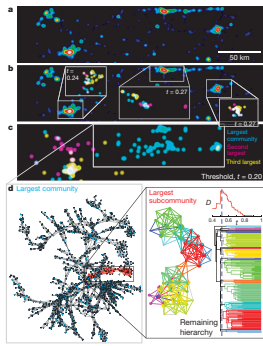 a
50 km
b
t =
0.24
t = 0.27
t = 0.27
c
Largest
community
Second
largest
Third largest
Threshold, t = 0.20
d
Largest community
Largest
subcommunity
D
0.4
0.6
0.8
1
Remaining
hierarchy